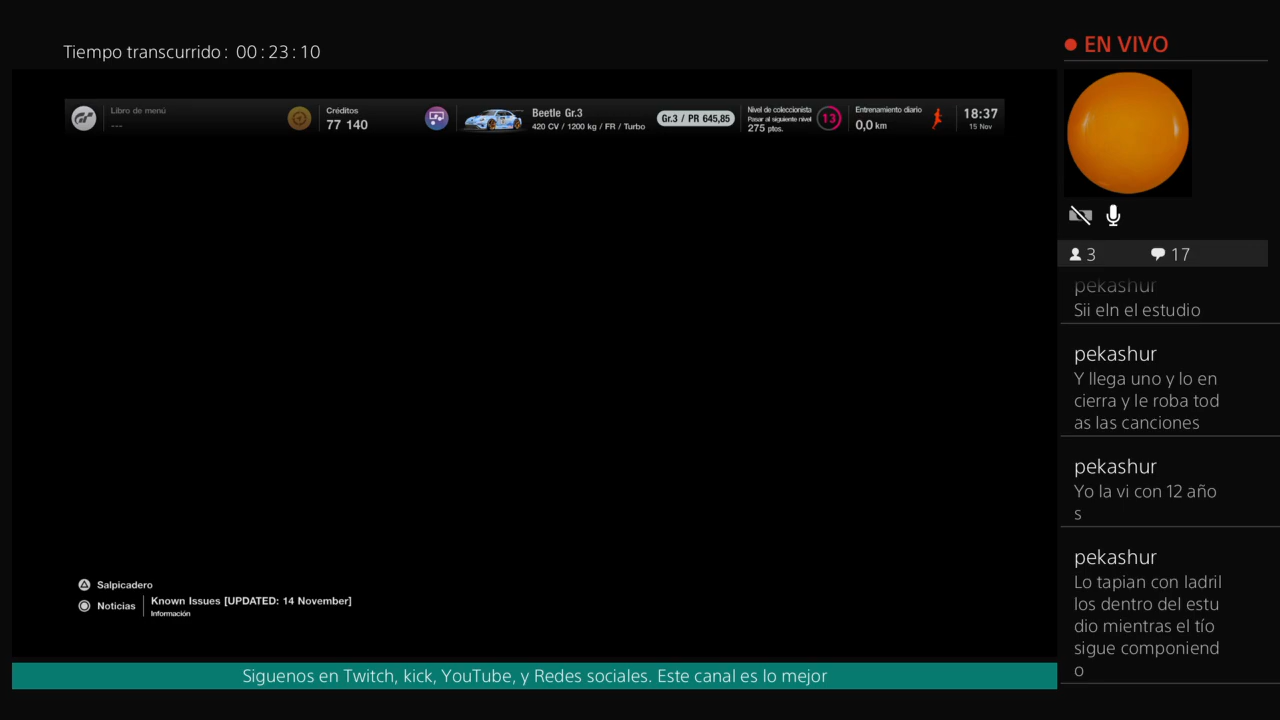 Tiempo transcurrido : 00 : 23 : 10
EN VIVO
Libro de menú
---
Créditos
77 140
Beetle Gr.3
420 CV / 1200 kg / FR / Turbo
Gr.3 / PR 645,85
Nivel de coleccionista
Pasar al siguiente nivel
275 ptos.
13
Entrenamiento diario
0,0 km
18:37
15 Nov
3
17
pekashur
Sii eln el estudio
pekashur
Y llega uno y lo en
cierra y le roba tod
as las canciones
pekashur
Yo la vi con 12 año
s
pekashur
Lo tapian con ladril
los dentro del estu
dio mientras el tío
sigue componiend
o
Salpicadero
Noticias
Known Issues [UPDATED: 14 November]
Información
Siguenos en Twitch, kick, YouTube, y Redes sociales. Este canal es lo mejor